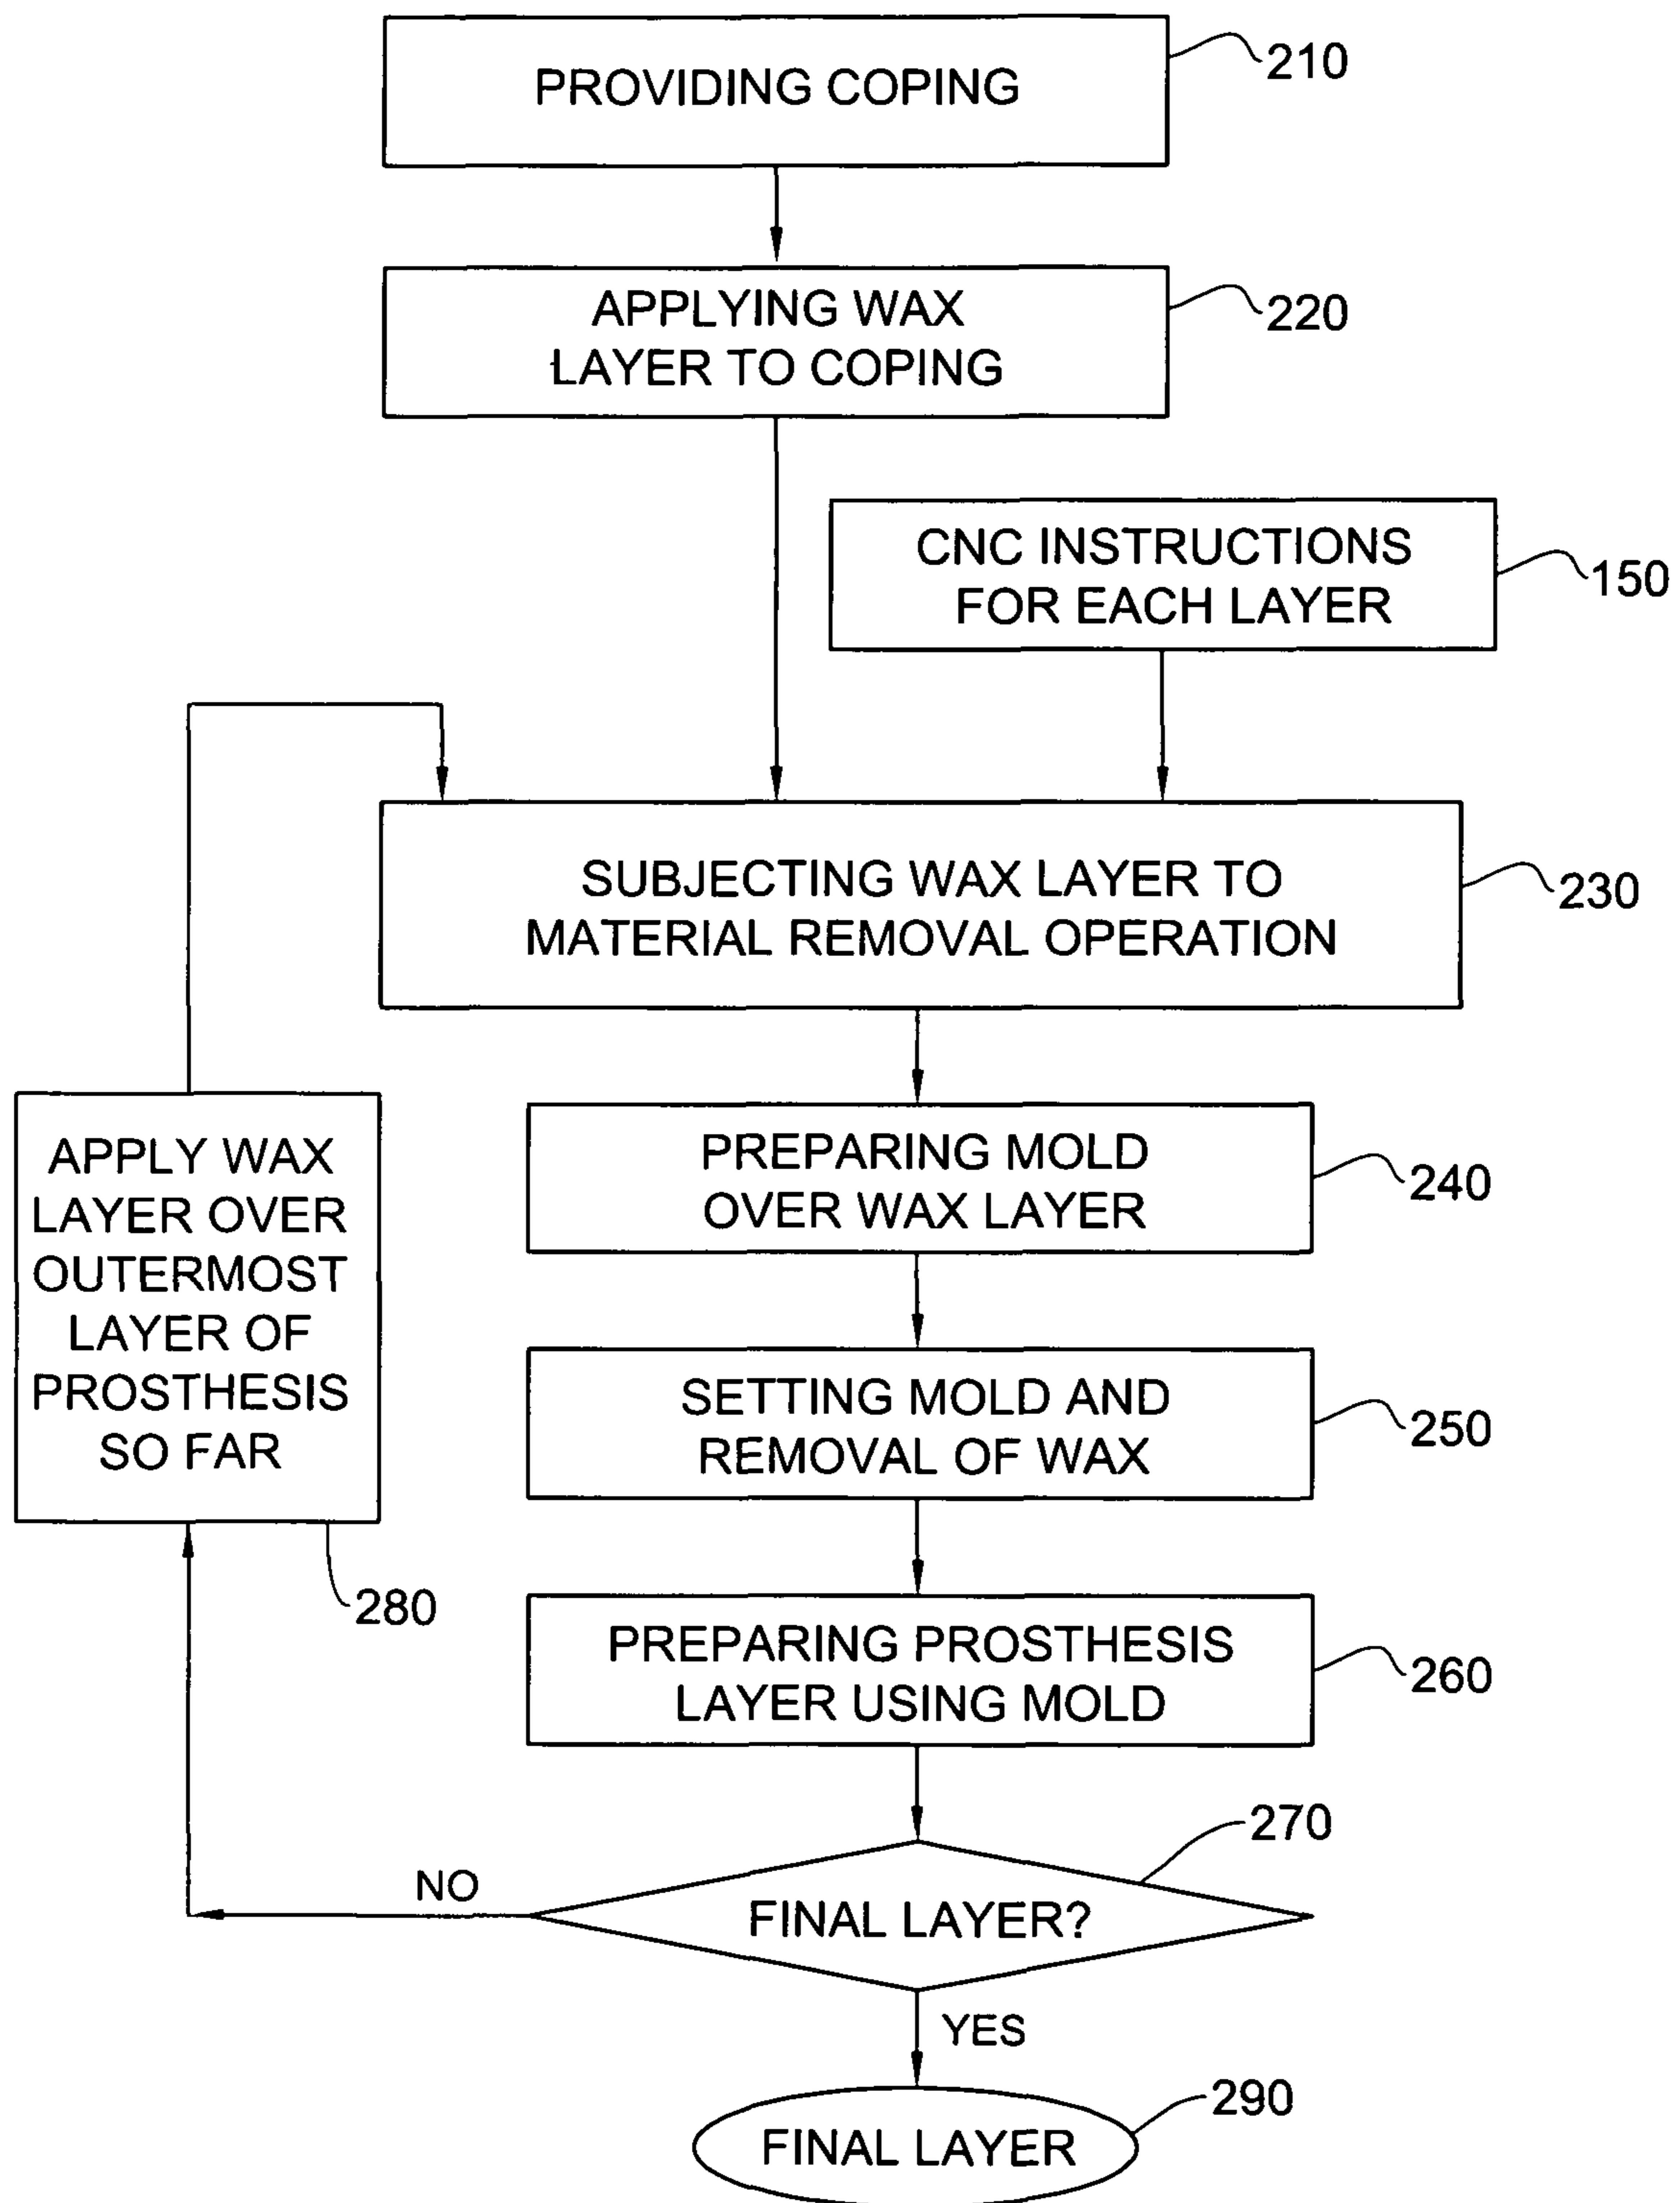 PROVIDING COPING
210
APPLYING WAX
LAYER TO COPING
220
CNC INSTRUCTIONS
FOR EACH LAYER
150
SUBJECTING WAX LAYER TO
MATERIAL REMOVAL OPERATION
230
PREPARING MOLD
OVER WAX LAYER
240
APPLY WAX
LAYER OVER
OUTERMOST
LAYER OF
PROSTHESIS
SO FAR
280
SETTING MOLD AND
REMOVAL OF WAX
250
PREPARING PROSTHESIS
LAYER USING MOLD
260
270
NO
FINAL LAYER?
YES
290
FINAL LAYER